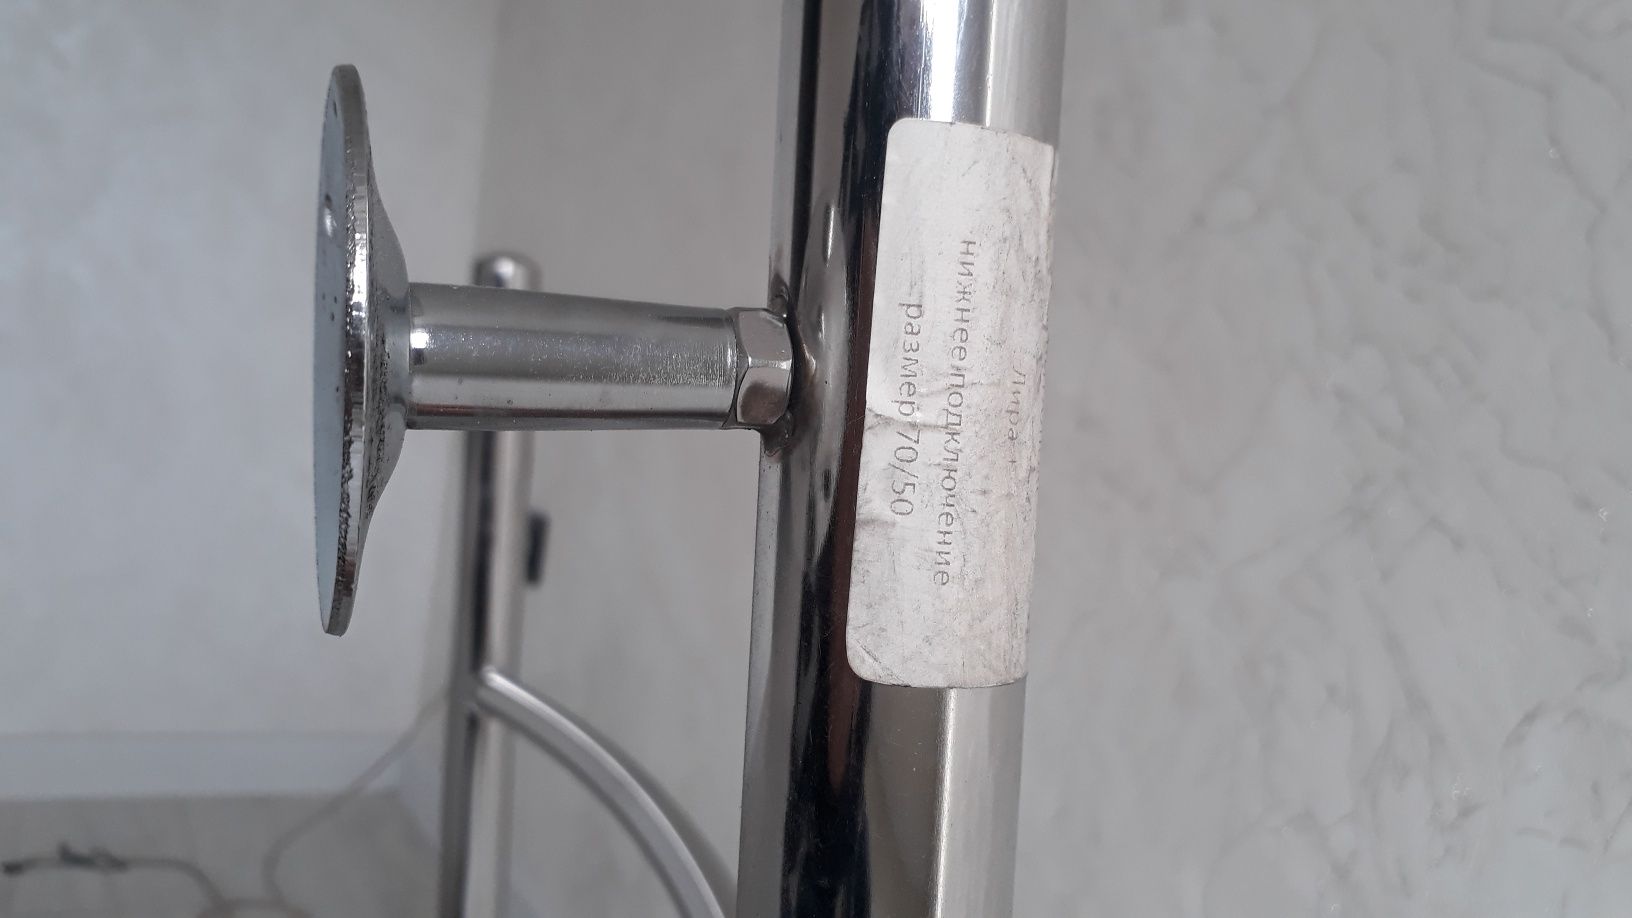 Лира +
нижнее подключение
размер 70/50